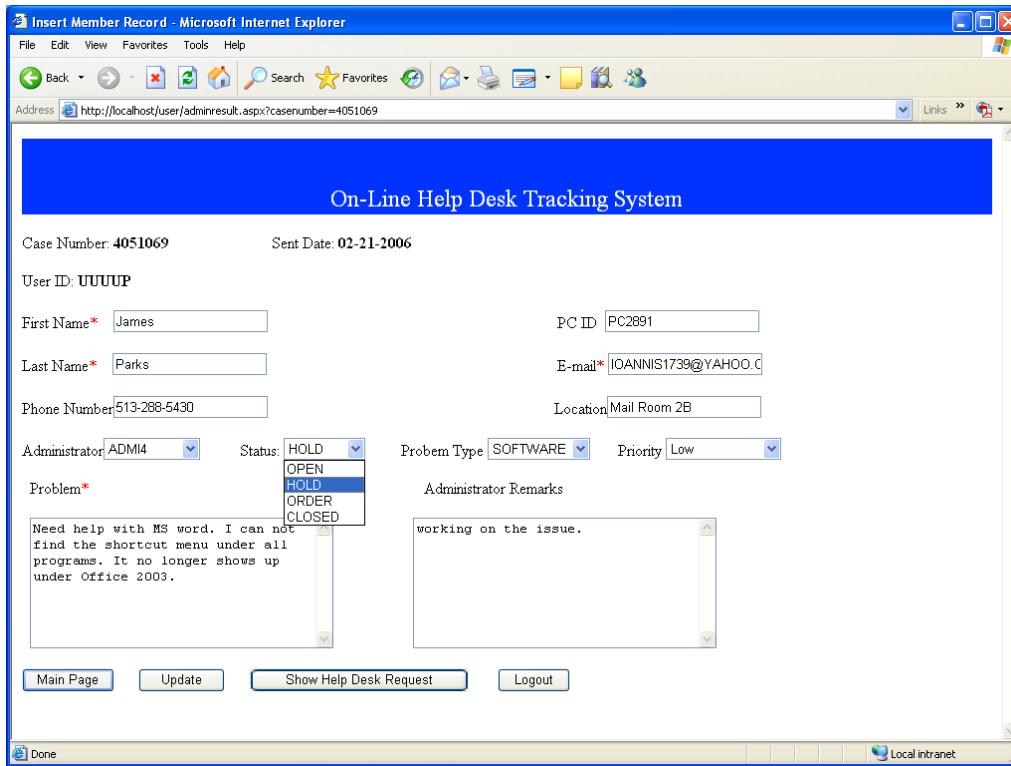 Insert Member Record - Microsoft Internet Explorer
File Edit View Favorites Tools Help
Back Search Favorites
Address http://localhost/user/adminresult.aspx?casenumber=4051069 Links »
On-Line Help Desk Tracking System
Case Number: 4051069 Sent Date: 02-21-2006
User ID: UUUUP
First Name* James PC ID PC2891
Last Name* Parks E-mail* IOANNIS1739@YAHOO.C
Phone Number 513-288-5430 Location Mail Room 2B
Administrator ADMI4 Status: HOLD Probem Type SOFTWARE Priority Low
OPEN
HOLD
ORDER
CLOSED
Problem* Administrator Remarks
Need help with MS word. I can not working on the issue.
find the shortcut menu under all
programs. It no longer shows up
under Office 2003.
Main Page Update Show Help Desk Request Logout
Done Local intranet